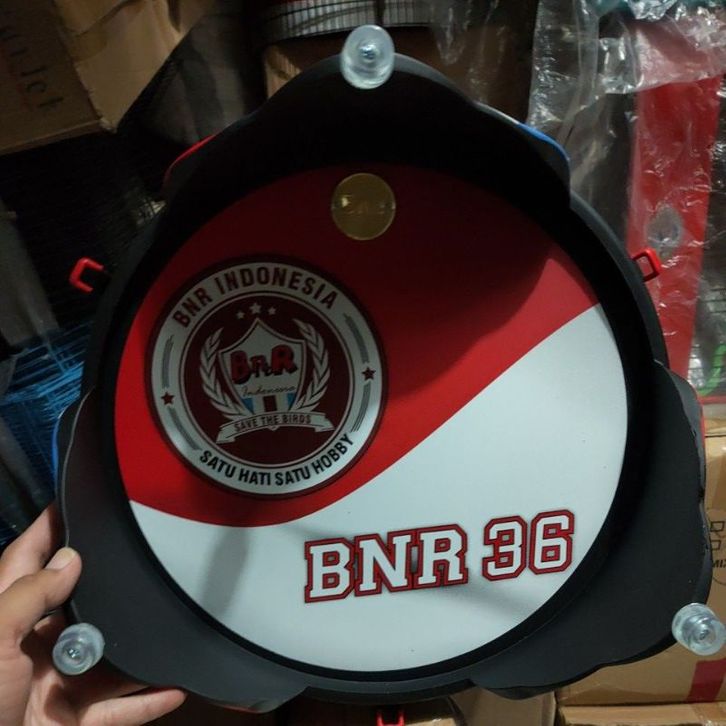 BNR INDONESIA
BnR
Indonesia
SAVE THE BIRDS
SATU HATI SATU HOBBY
BNR 36